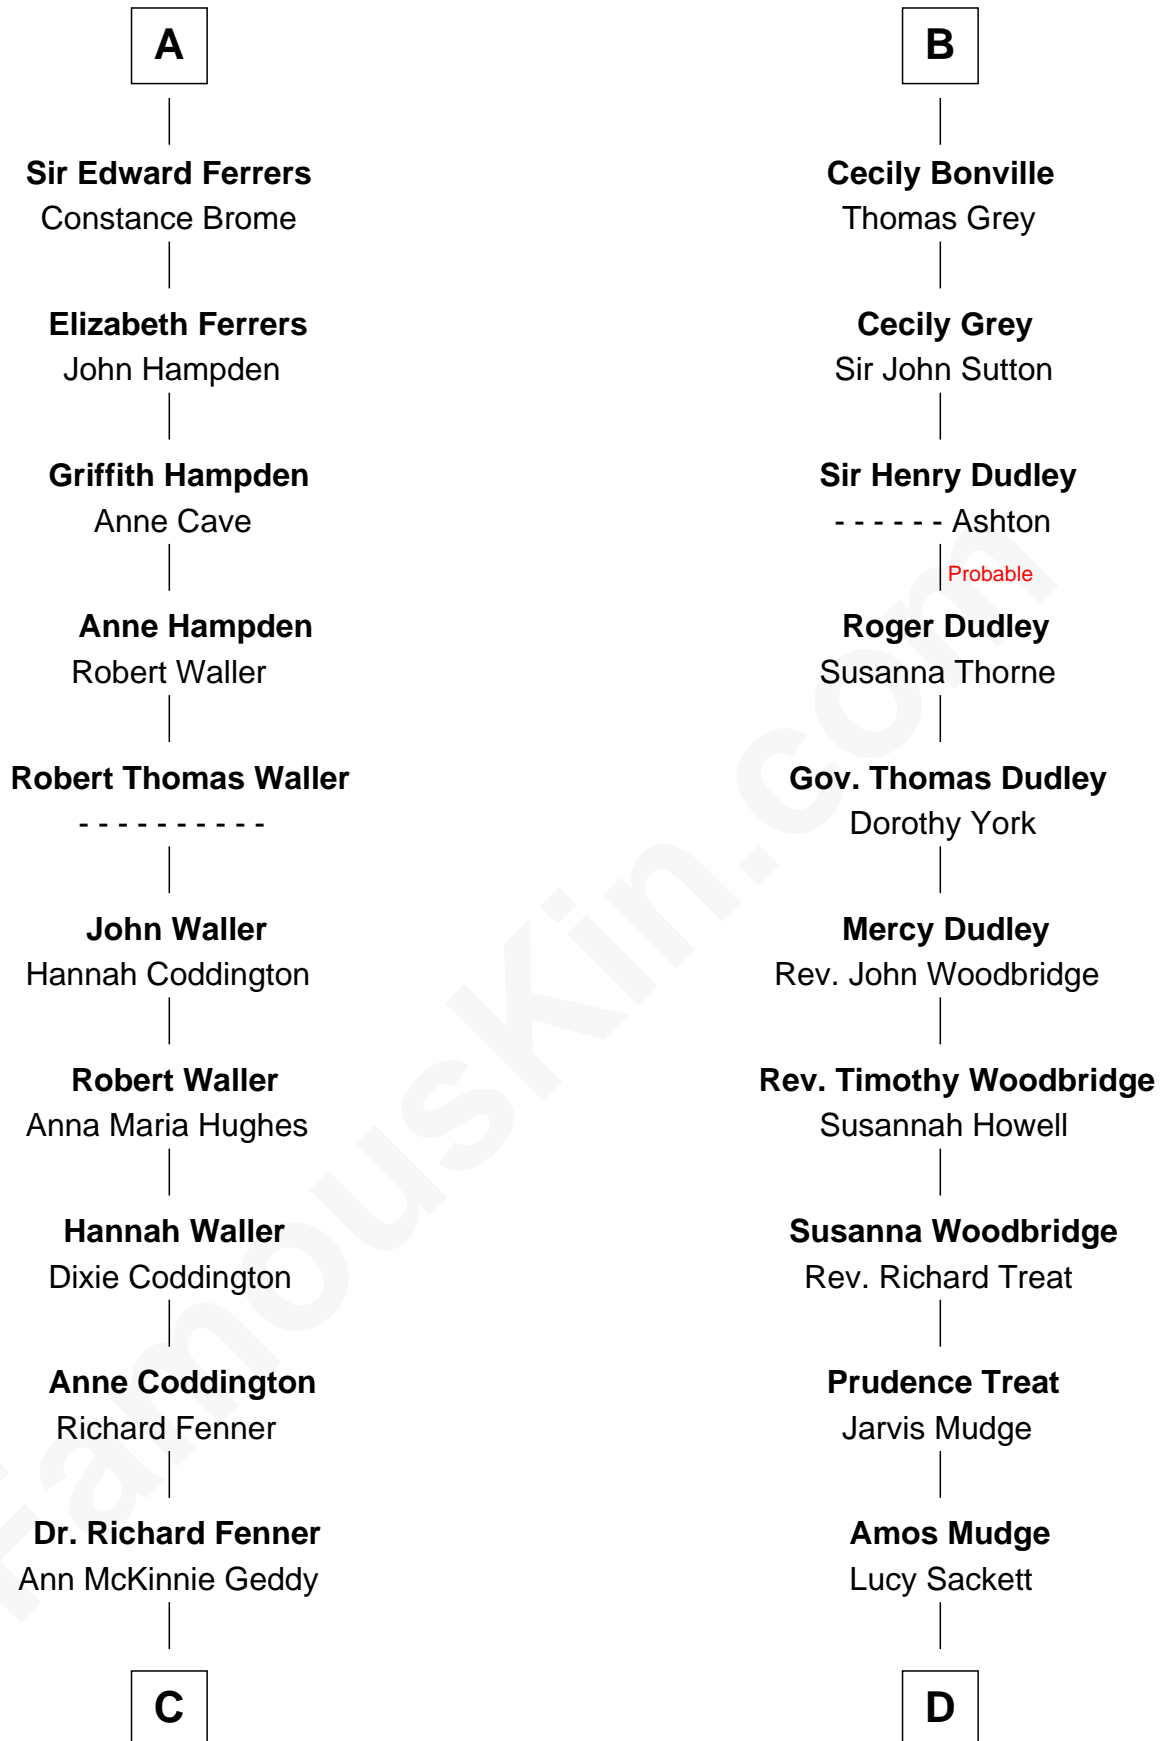 A
Sir Edward Ferrers
Constance Brome
Elizabeth Ferrers
John Hampden
Griffith Hampden
Anne Cave
Anne Hampden
Robert Waller
Robert Thomas Waller
- - - - - - - - - -
John Waller
Hannah Coddington
Robert Waller
Anna Maria Hughes
Hannah Waller
Dixie Coddington
Anne Coddington
Richard Fenner
Dr. Richard Fenner
Ann McKinnie Geddy
C
B
Cecily Bonville
Thomas Grey
Cecily Grey
Sir John Sutton
Sir Henry Dudley
- - - - - - Ashton
Probable
Roger Dudley
Susanna Thorne
Gov. Thomas Dudley
Dorothy York
Mercy Dudley
Rev. John Woodbridge
Rev. Timothy Woodbridge
Susannah Howell
Susanna Woodbridge
Rev. Richard Treat
Prudence Treat
Jarvis Mudge
Amos Mudge
Lucy Sackett
D
FamousKin.com